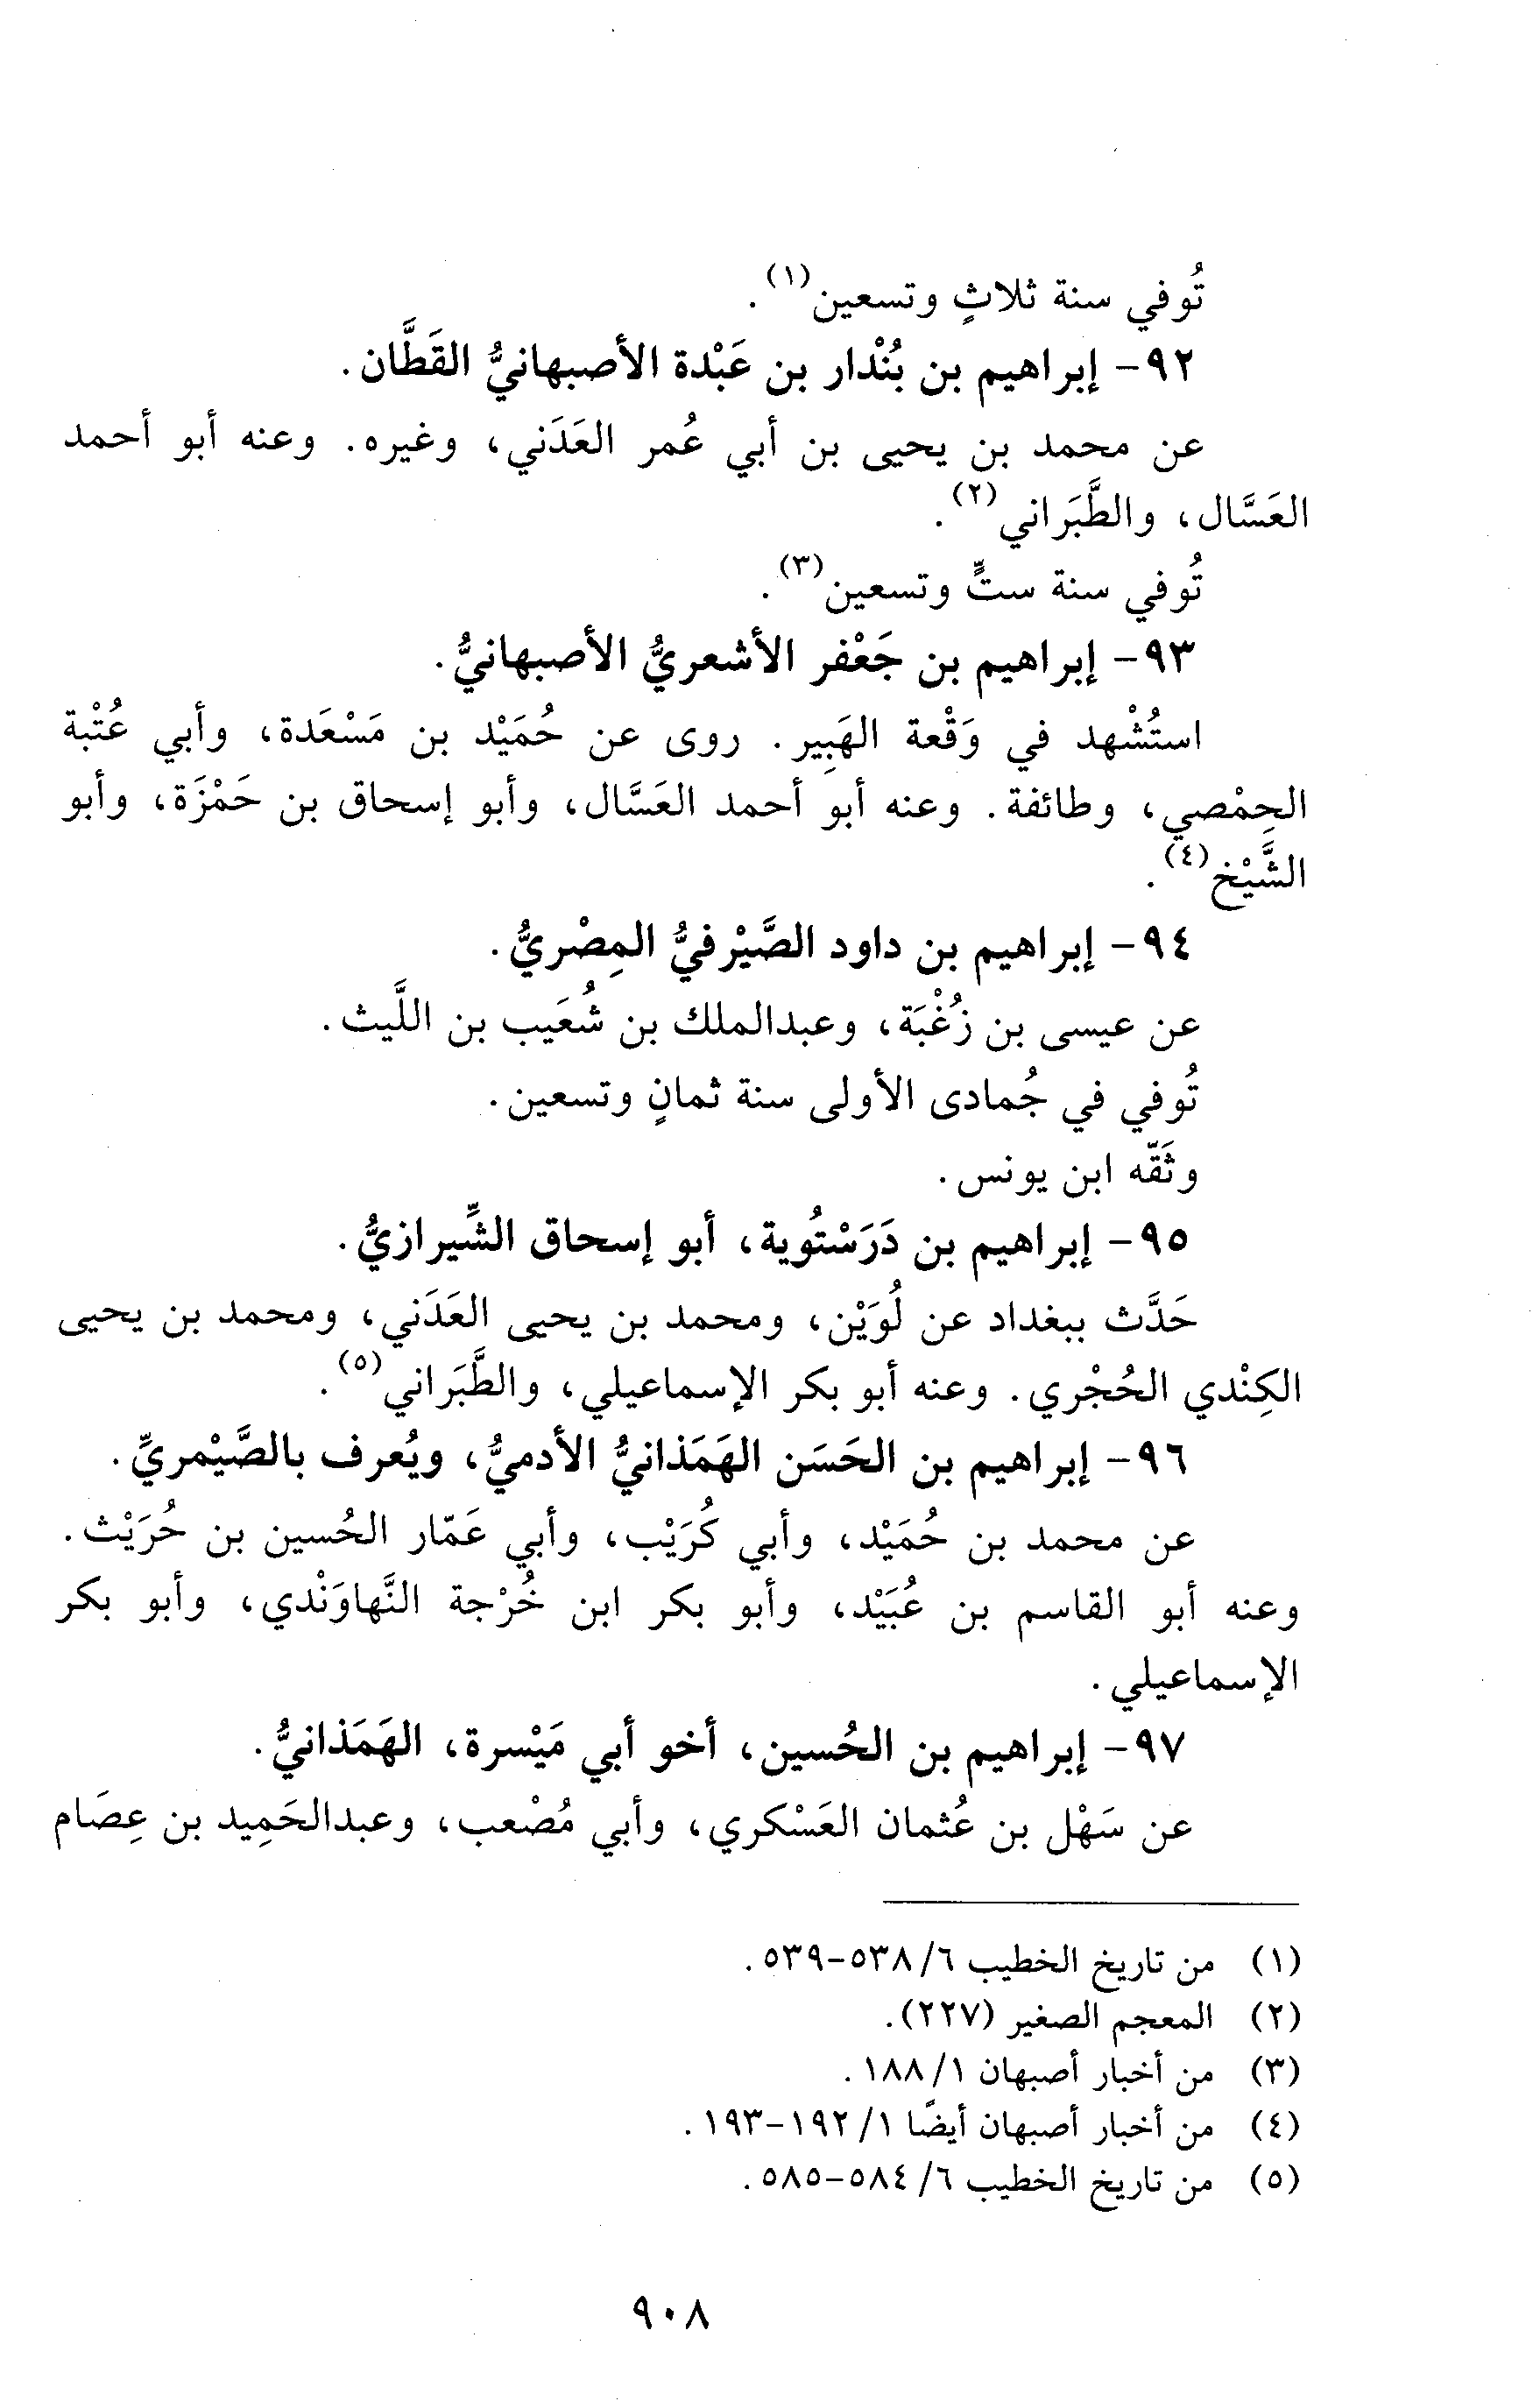 تُوفي سنة ثلاثٍ وتسعين(١).
٩٢- إبراهيم بن بُنْدار بن عَبْدة الأصبهانيُّ القَطَّان.
عن محمد بن يحيى بن أبي عُمر العَدَني، وغيره. وعنه أبو أحمد
العَسَّال، والطَّبَراني(٢).
تُوفي سنة ستٍّ وتسعين(٣).
٩٣- إبراهيم بن جَعْفر الأشعريُّ الأصبهانيُّ.
استُشْهد في وَقْعة الهَبِير. روى عن حُمَيْد بن مَسْعَدة، وأبي عُتْبة
الحِمْصي، وطائفة. وعنه أبو أحمد العَسَّال، وأبو إسحاق بن حَمْزَة، وأبو
الشَّيْخ(٤).
٩٤- إبراهيم بن داود الصَّيْرفيُّ المِصْريُّ.
عن عيسى بن زُغْبَة، وعبدالملك بن شُعَيب بن اللَّيث.
تُوفي في جُمادى الأولى سنة ثمانٍ وتسعين.
وثَقّه ابن يونس.
٩٥- إبراهيم بن دَرَسْتُوية، أبو إسحاق الشِّيرازيُّ.
حَدَّث ببغداد عن لُوَيْن، ومحمد بن يحيى العَدَني، ومحمد بن يحيى
الكِنْدي الحُجْري. وعنه أبو بكر الإسماعيلي، والطَّبَراني(٥).
٩٦- إبراهيم بن الحَسَن الهَمَذانيُّ الأدميُّ، ويُعرف بالصَّيْمريِّ.
عن محمد بن حُمَيْد، وأبي كُرَيْب، وأبي عَمّار الحُسين بن حُرَيْث.
وعنه أبو القاسم بن عُبَيْد، وأبو بكر ابن خُرْجة النَّهاوَنْدي، وأبو بكر
الإسماعيلي.
٩٧- إبراهيم بن الحُسين، أخو أبي مَيْسرة، الهَمَذانيُّ.
عن سَهْل بن عُثمان العَسْكري، وأبي مُصْعب، وعبدالحَمِيد بن عِصَام
(١) من تاريخ الخطيب ٦/ ٥٣٨-٥٣٩.
(٢) المعجم الصغير (٢٢٧).
(٣) من أخبار أصبهان ١/ ١٨٨.
(٤) من أخبار أصبهان أيضًا ١/ ١٩٢-١٩٣.
(٥) من تاريخ الخطيب ٦/ ٥٨٤-٥٨٥.
٩٠٨